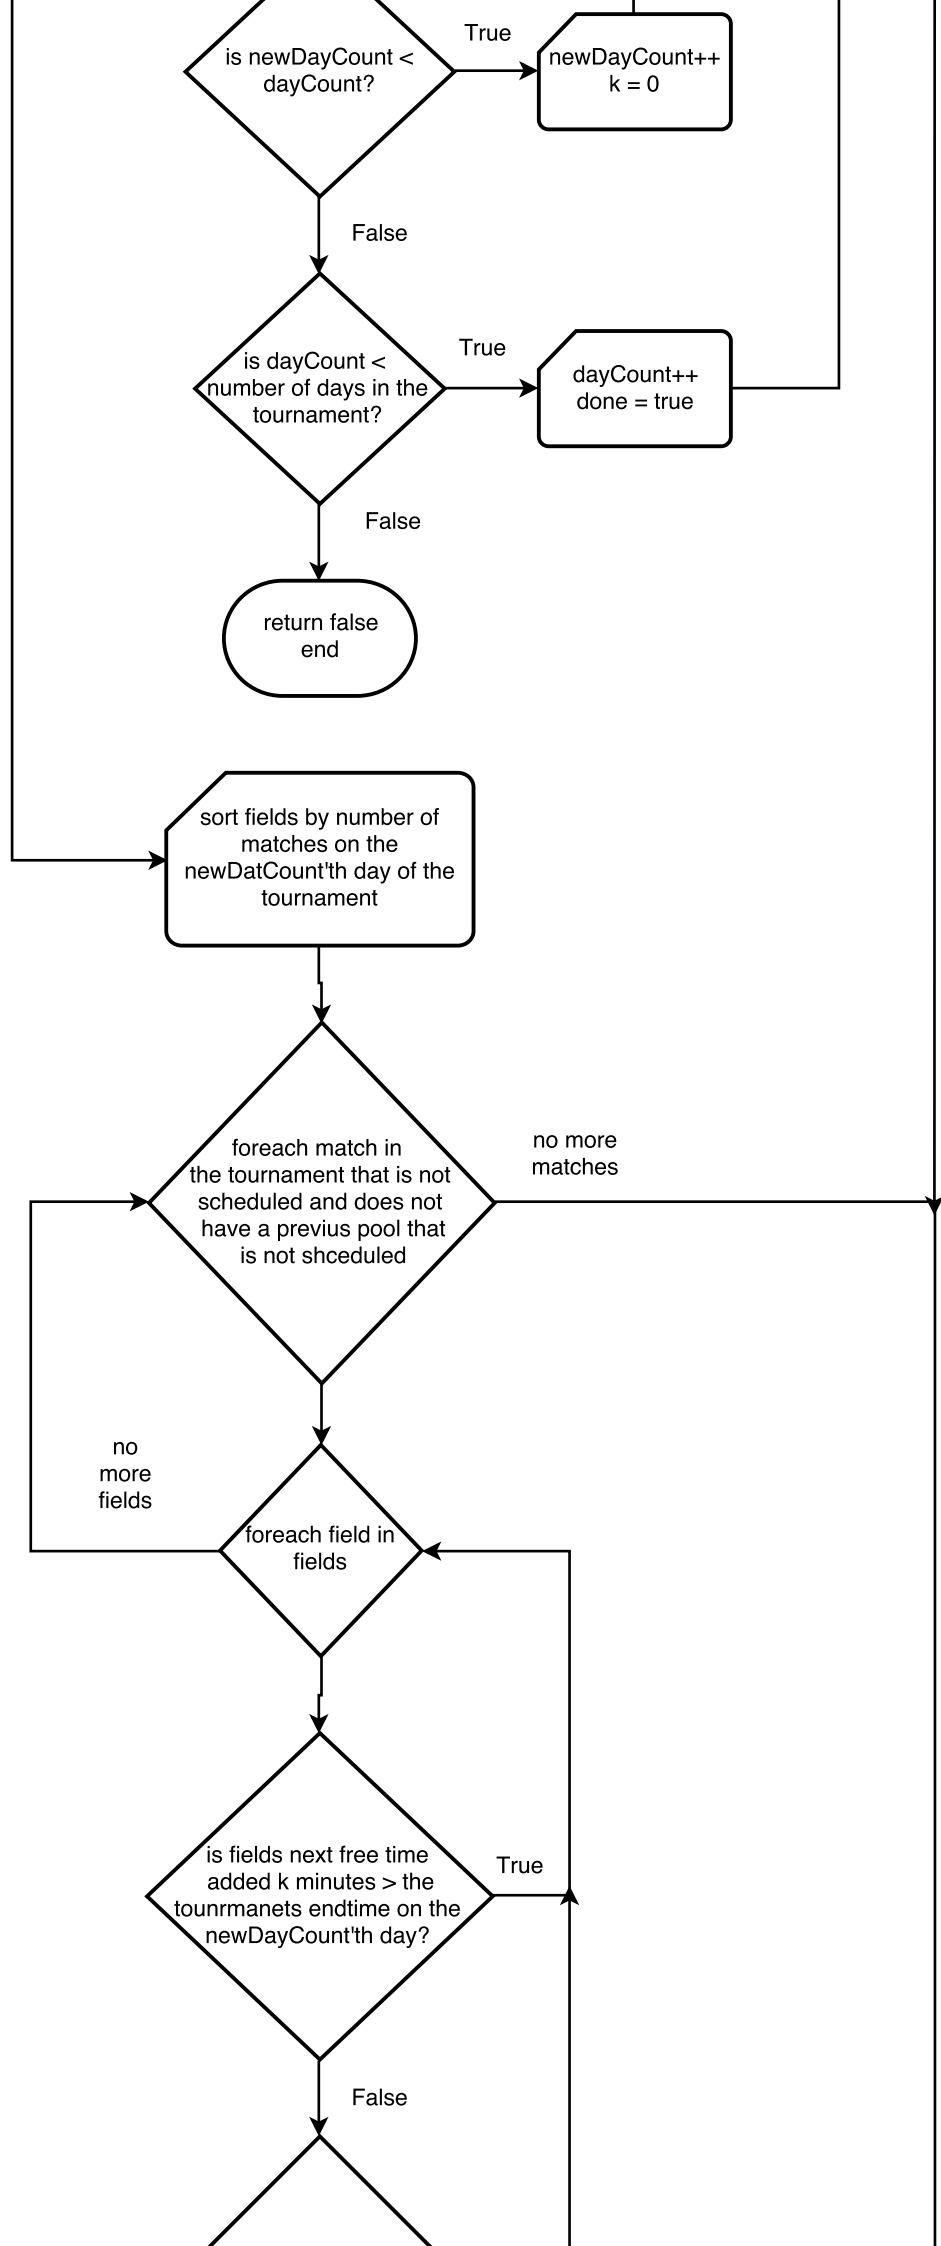 True
is newDayCount <
dayCount?
newDayCount++
k = 0
False
is dayCount <
number of days in the
tournament?
True
dayCount++
done = true
False
return false
end
sort fields by number of
matches on the
newDatCount'th day of the
tournament
foreach match in
the tournament that is not
scheduled and does not
have a previus pool that
is not shceduled
no more
matches
no
more
fields
foreach field in
fields
is fields next free time
added k minutes > the
tounrmanets endtime on the
newDayCount'th day?
True
False